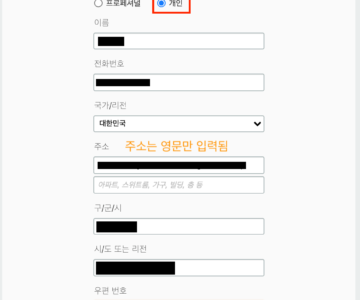 프로페셔널 개인
이름
전화번호
국가/리전
대한민국
주소 주소는 영문만 입력됨
아파트, 스위트룸, 가구, 빌딩, 층 등
구/군/시
시/도 또는 리전
우편 번호